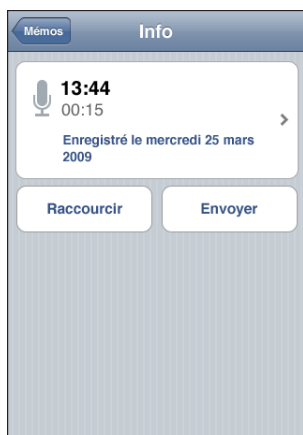 Mémos
Info
13:44
00:15
Enregistré le mercredi 25 mars
2009
Raccourcir
Envoyer